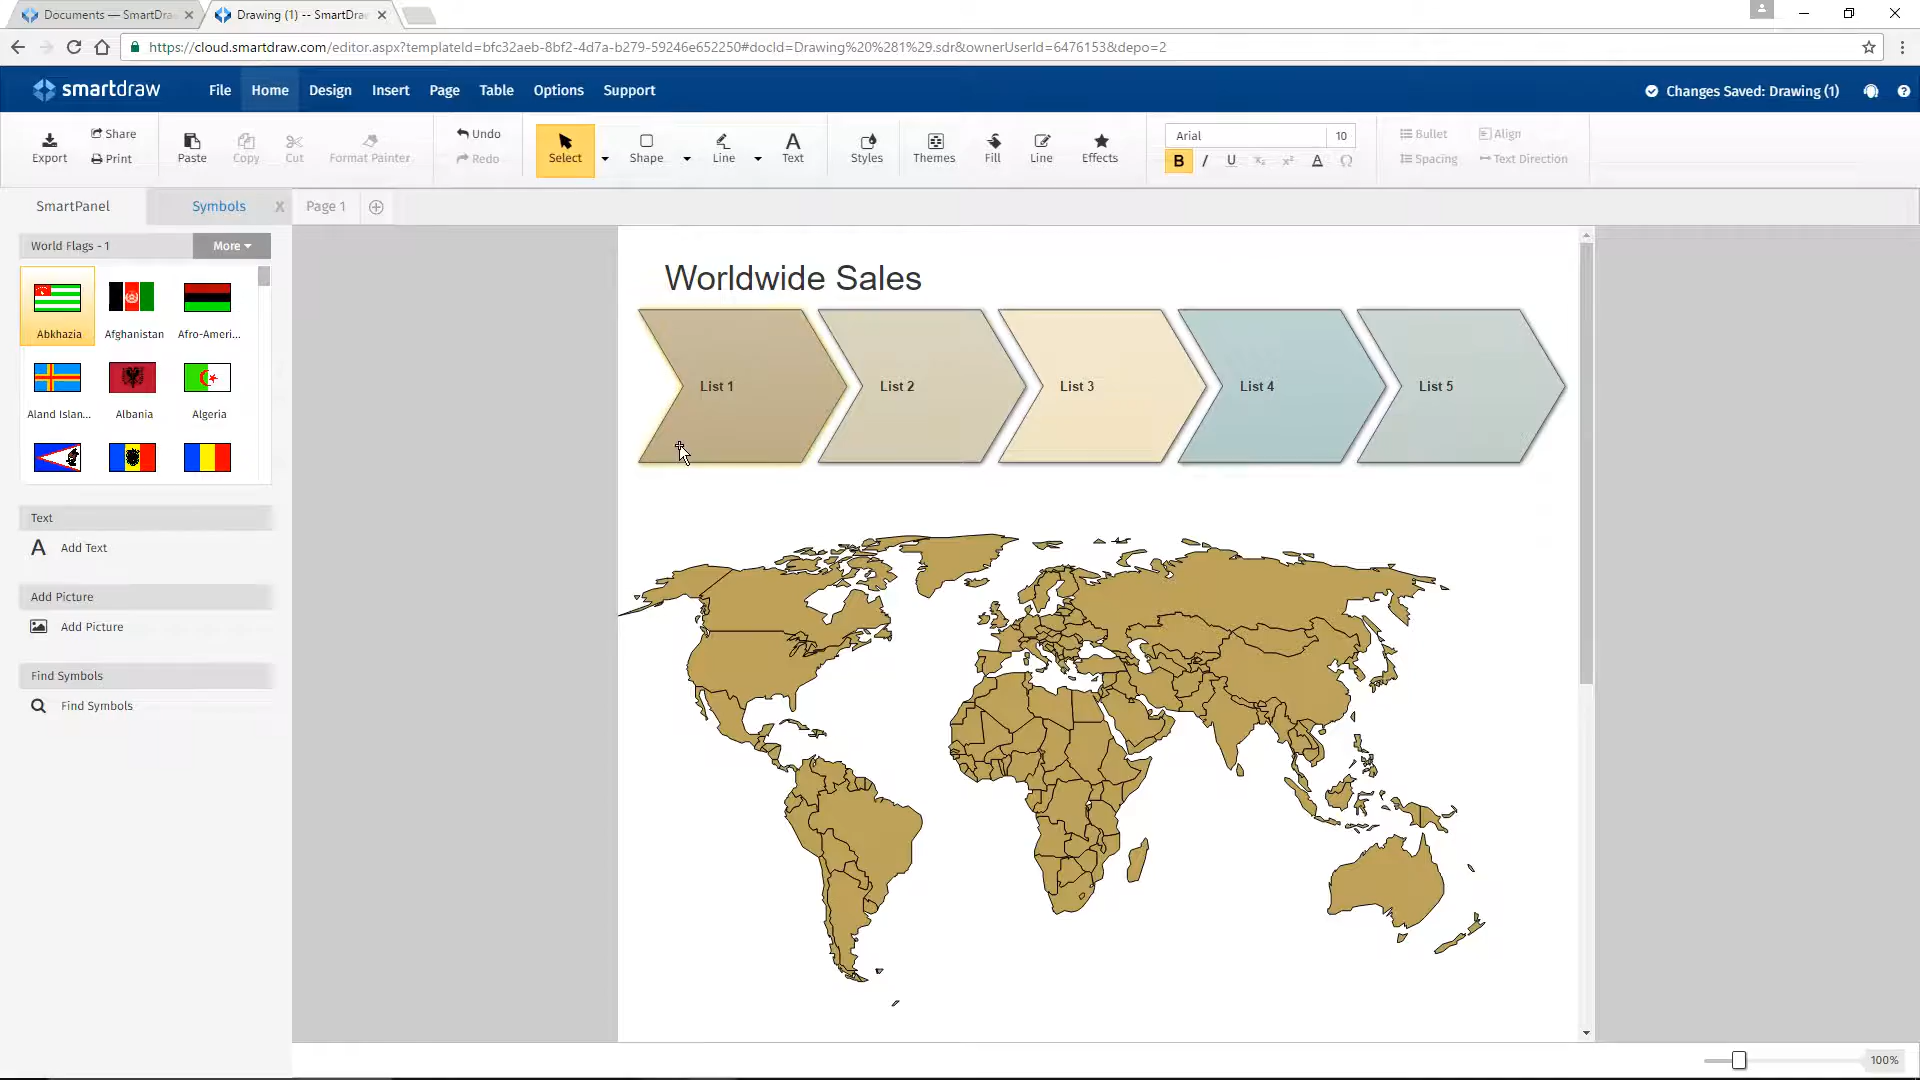 Documents — SmartDra
Drawing (1) -- SmartDra
https://cloud.smartdraw.com/editor.aspx?templateId=bfc32aeb-8bf2-4d7a-b279-59246e652250#docId=Drawing%20%281%29.sdr&ownerUserId=6476153&depo=2
smartdraw
File
Home
Design
Insert
Page
Table
Options
Support
Changes Saved: Drawing (1)
Export
Share
Print
Paste
Copy
Cut
Format Painter
Undo
Redo
Select
Shape
Line
Text
Styles
Themes
Fill
Line
Effects
Arial
10
B
I
U
Bullet
Align
Spacing
Text Direction
SmartPanel
Symbols
X
Page 1
World Flags - 1
More
Abkhazia
Afghanistan
Afro-Ameri...
Aland Islan...
Albania
Algeria
Text
Add Text
Add Picture
Add Picture
Find Symbols
Find Symbols
Worldwide Sales
List 1
List 2
List 3
List 4
List 5
100%